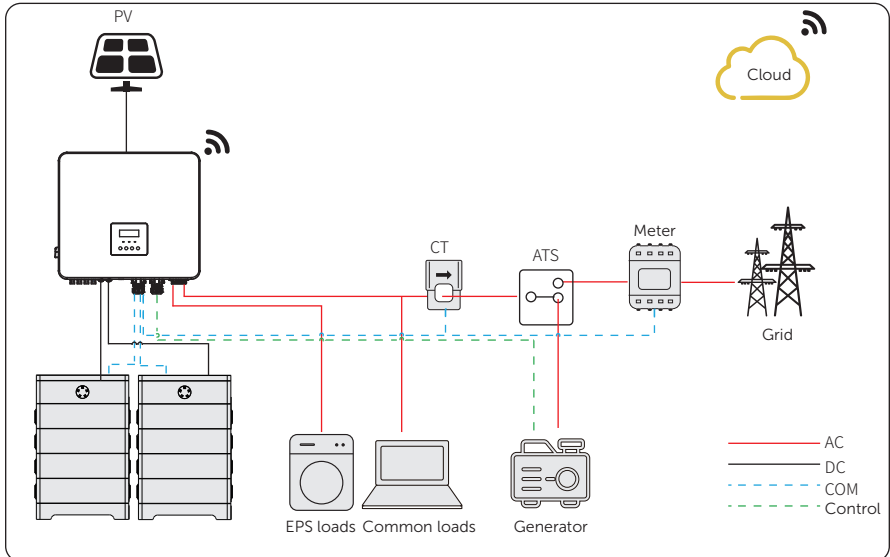 PV
Cloud
Meter
CT
ATS
Grid
EPS loads
Common loads
Generator
AC
DC
COM
Control